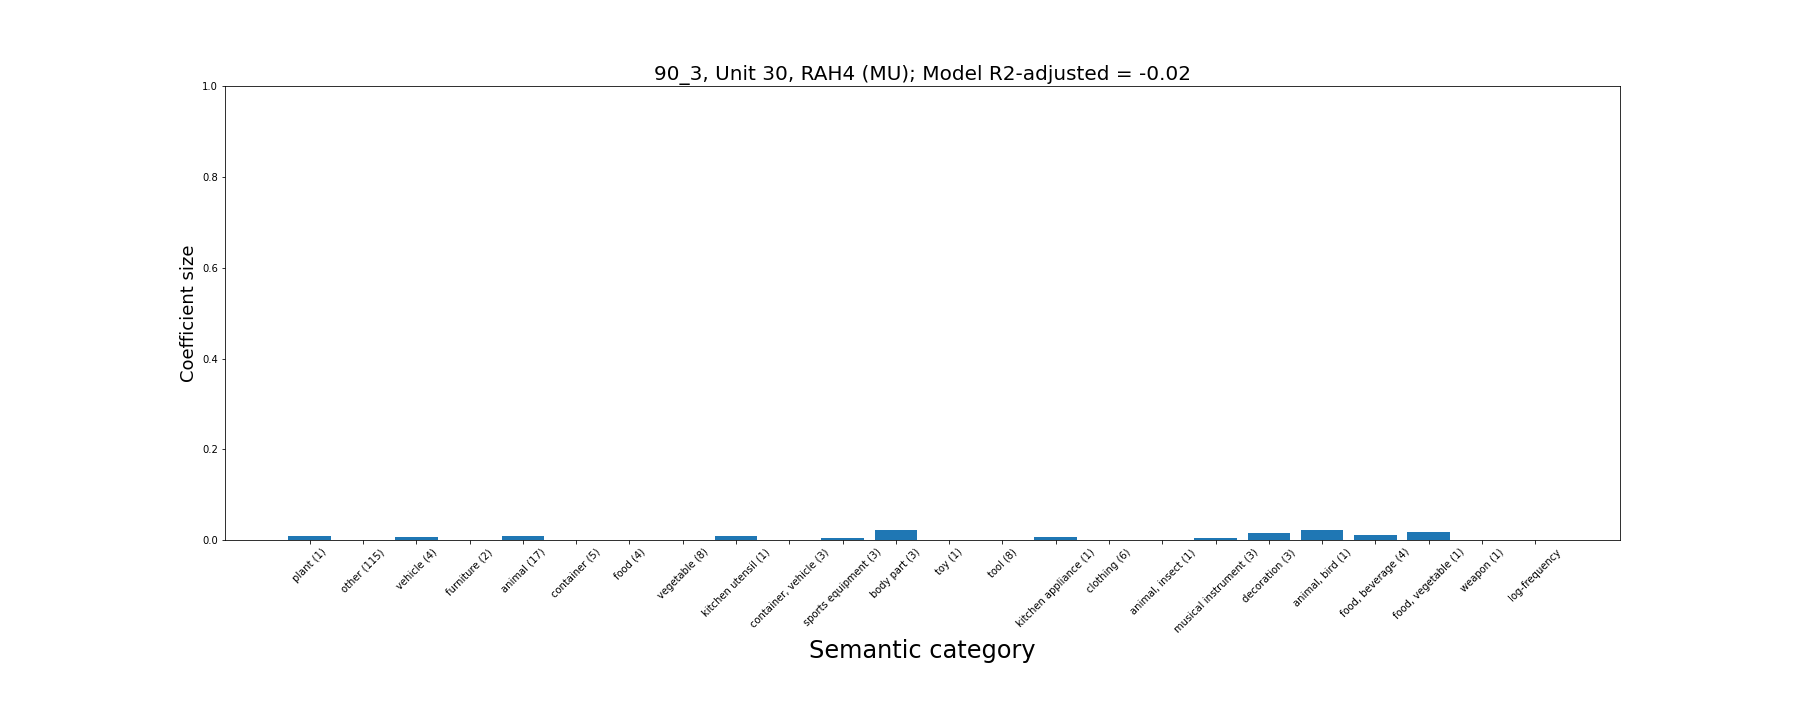 90_3, Unit 30, RAH4 (MU); Model R2-adjusted = -0.02
1.0
0.8
0.6
0.4
0.2
0.0
Coefficient size
plant (1)
other (115)
vehicle (4)
furniture (2)
animal (17)
container (5)
food (4)
vegetable (8)
kitchen utensil (1)
container, vehicle (3)
sports equipment (3)
body part (3)
toy (1)
tool (8)
kitchen appliance (1)
clothing (6)
animal, insect (1)
musical instrument (3)
decoration (3)
animal, bird (1)
food, beverage (4)
food, vegetable (1)
weapon (1)
log-frequency
Semantic category